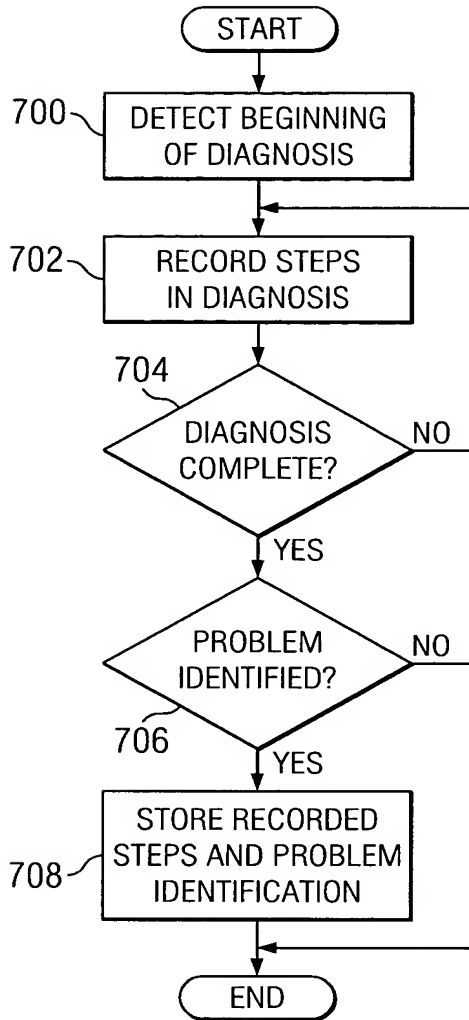 START
700
DETECT BEGINNING
OF DIAGNOSIS
702
RECORD STEPS
IN DIAGNOSIS
704
DIAGNOSIS
COMPLETE?
NO
YES
PROBLEM
IDENTIFIED?
NO
706
YES
708
STORE RECORDED
STEPS AND PROBLEM
IDENTIFICATION
END